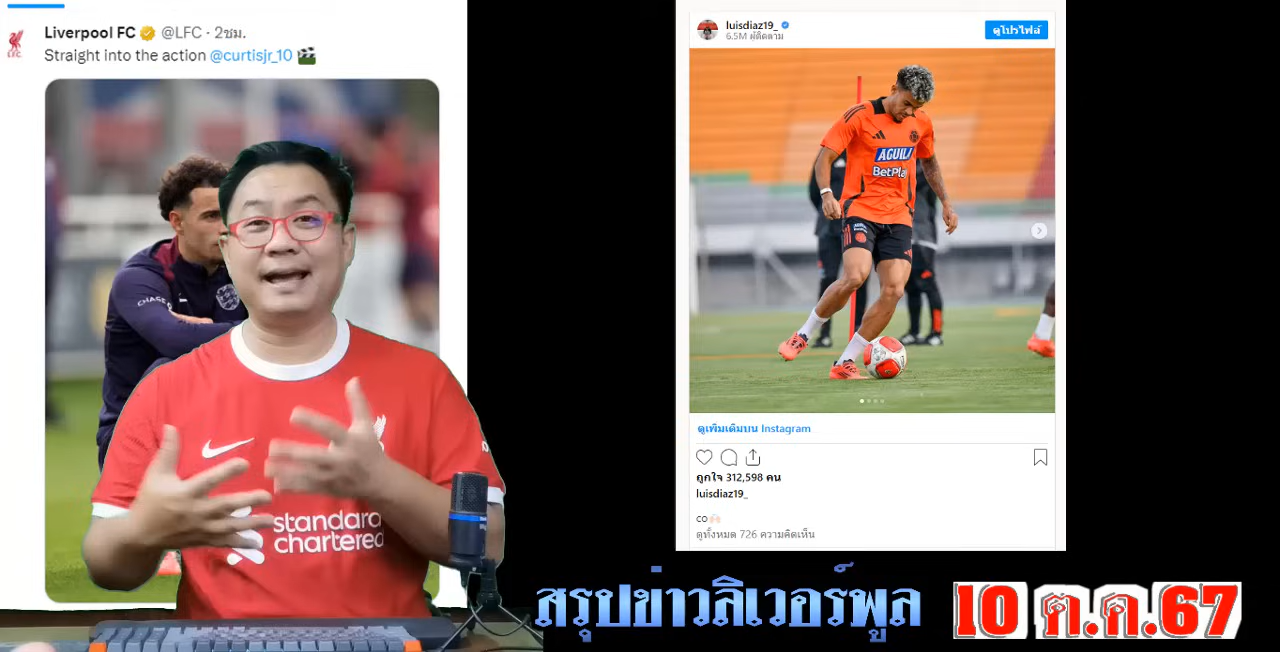 Liverpool FC @LFC · 2ชม.
Straight into the action @curtisjr_10
LFC
CHASE
standard
chartered
luisdiaz19_
6.5M ผู้ติดตาม
ดูโปรไฟล์
AGUILA
BetPlay
ดูเพิ่มเติมบน Instagram
ถูกใจ 312,598 คน
luisdiaz19_
co
ดูทั้งหมด 726 ความคิดเห็น
สรุปข่าวลิเวอร์พูล
10 ต.ค.67